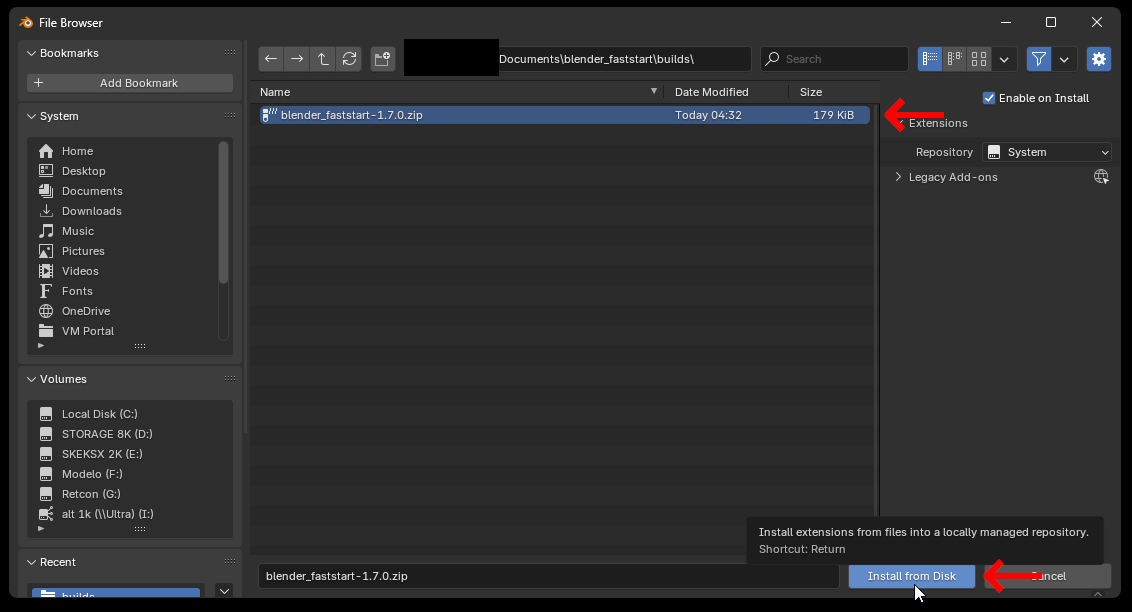 File Browser
Bookmarks
Add Bookmark
System
Home
Desktop
Documents
Downloads
Music
Pictures
Videos
Fonts
OneDrive
VM Portal
Volumes
Local Disk (C:)
STORAGE 8K (D:)
SKEKSX 2K (E:)
Modelo (F:)
Retcon (G:)
alt 1k (\\Ultra) (I:)
Recent
builds
Documents\blender_faststart\builds\
Search
Name Date Modified Size
blender_faststart-1.7.0.zip Today 04:32 179 KiB
Enable on Install
Extensions
Repository System
Legacy Add-ons
Install extensions from files into a locally managed repository.
Shortcut: Return
blender_faststart-1.7.0.zip
Install from Disk
Cancel